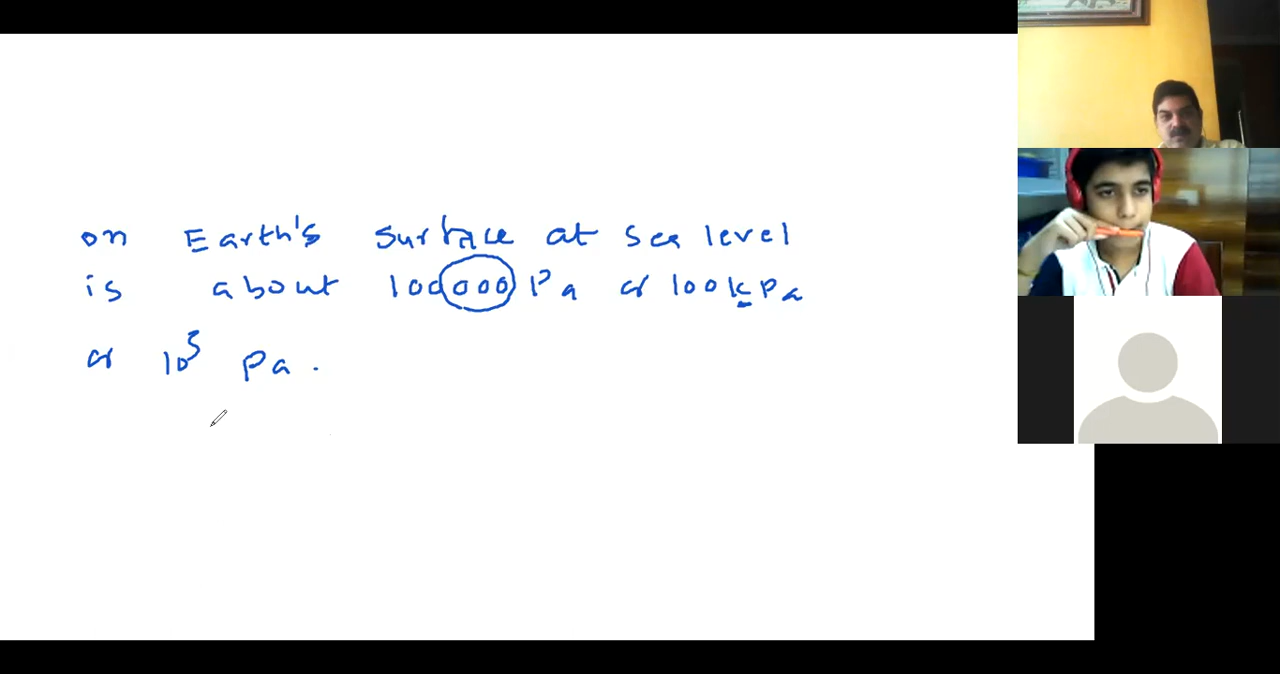 on Earth's surface at sea level
is about 100000 Pa or 100kPa
or 10⁵ Pa.